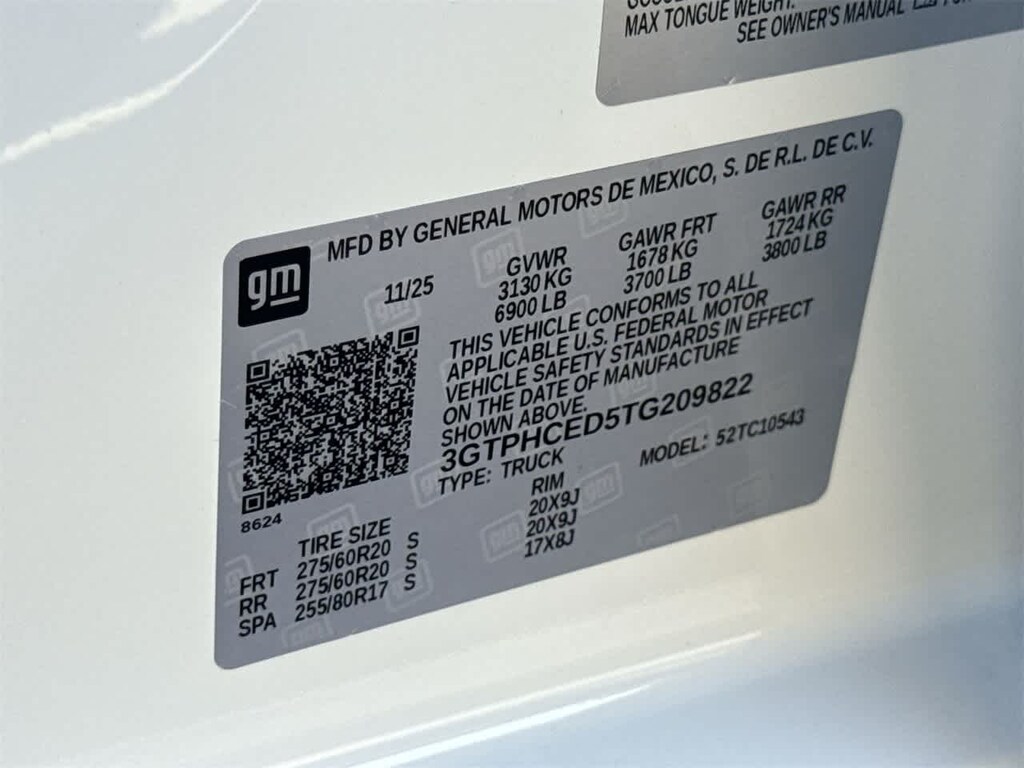 MAX TONGUE WEIGHT.
SEE OWNER'S MANUAL
gm
MFD BY GENERAL MOTORS DE MEXICO, S. DE R.L. DE C.V.
11/25 GVWR GAWR FRT GAWR RR
3130 KG 1678 KG 1724 KG
6900 LB 3700 LB 3800 LB
THIS VEHICLE CONFORMS TO ALL
APPLICABLE U.S. FEDERAL MOTOR
VEHICLE SAFETY STANDARDS IN EFFECT
ON THE DATE OF MANUFACTURE
SHOWN ABOVE.
3GTPHCED5TG209822
TYPE: TRUCK MODEL: 52TC10543
8624
TIRE SIZE RIM
FRT 275/60R20 S 20X9J
RR 275/60R20 S 20X9J
SPA 255/80R17 S 17X8J